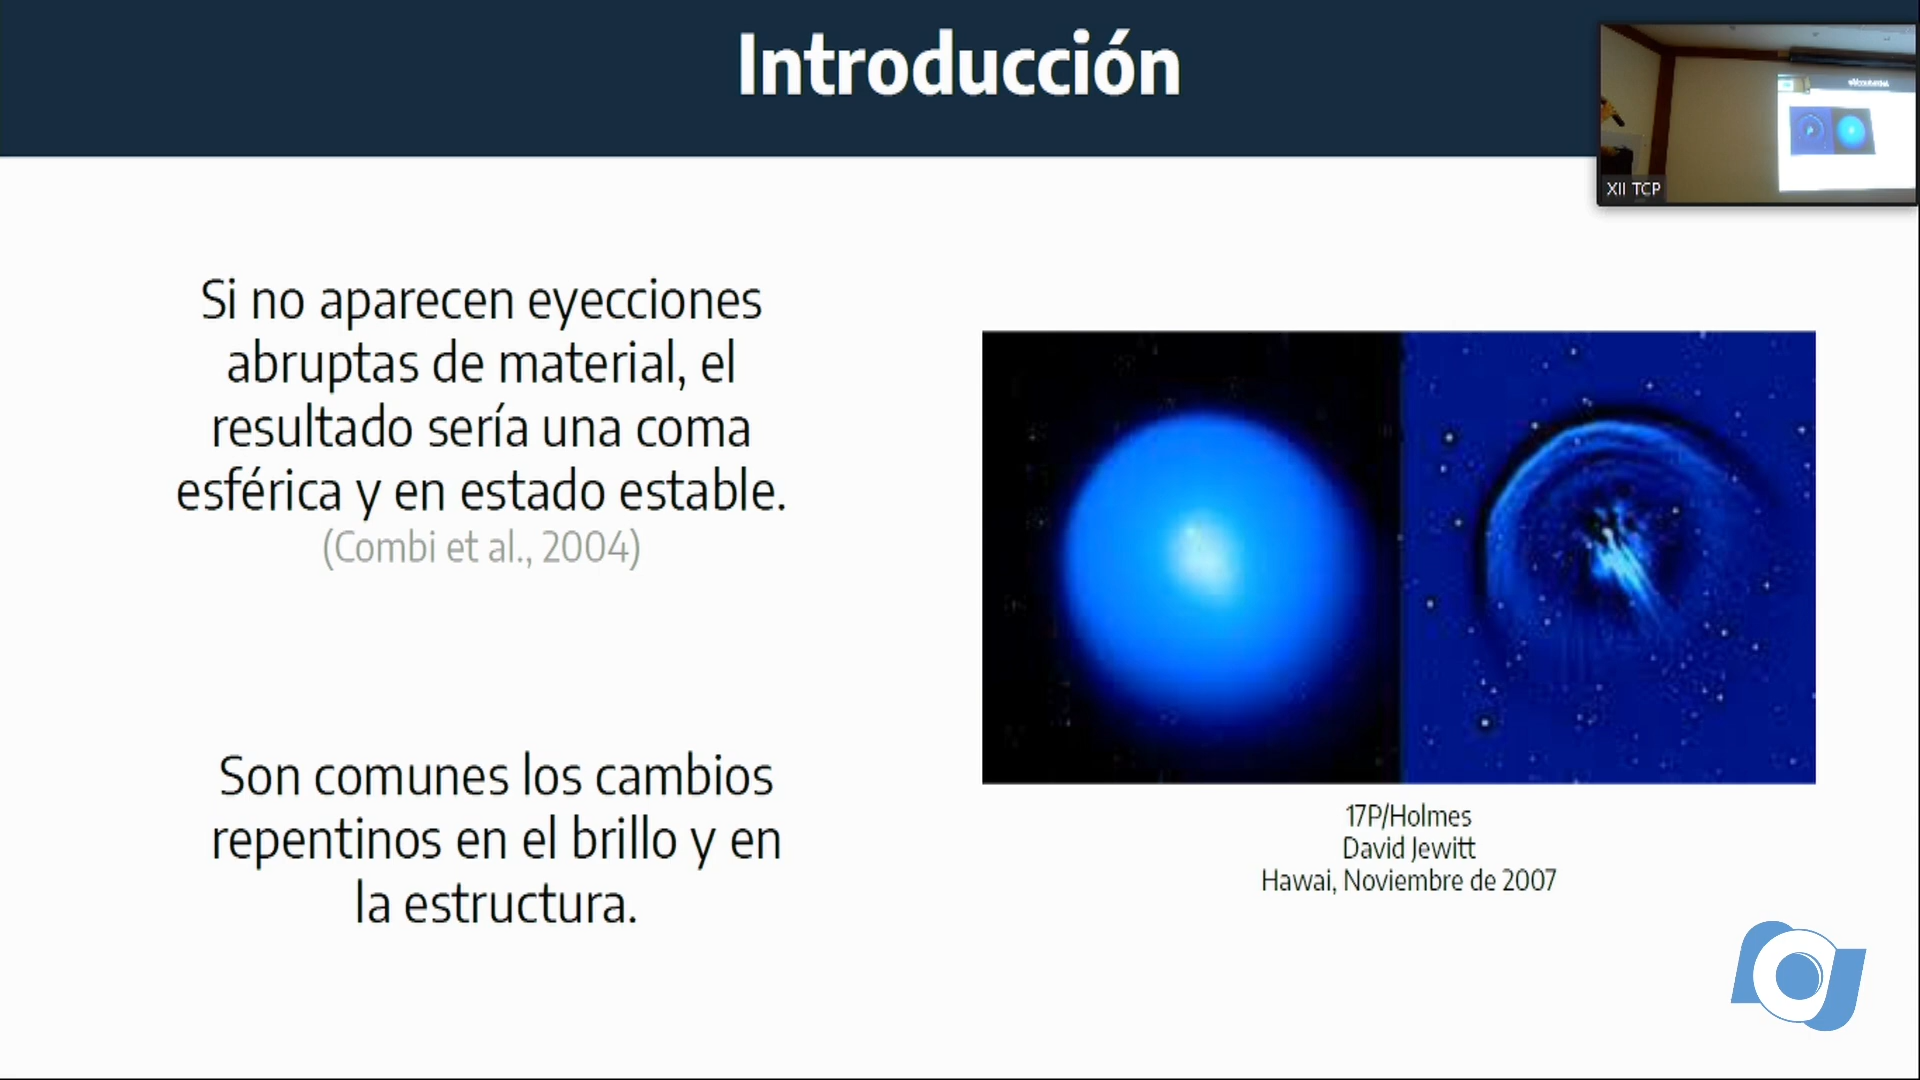 Introducción
XII TCP
Si no aparecen eyecciones
abruptas de material, el
resultado sería una coma
esférica y en estado estable.
(Combi et al., 2004)
Son comunes los cambios
repentinos en el brillo y en
la estructura.
17P/Holmes
David Jewitt
Hawai, Noviembre de 2007